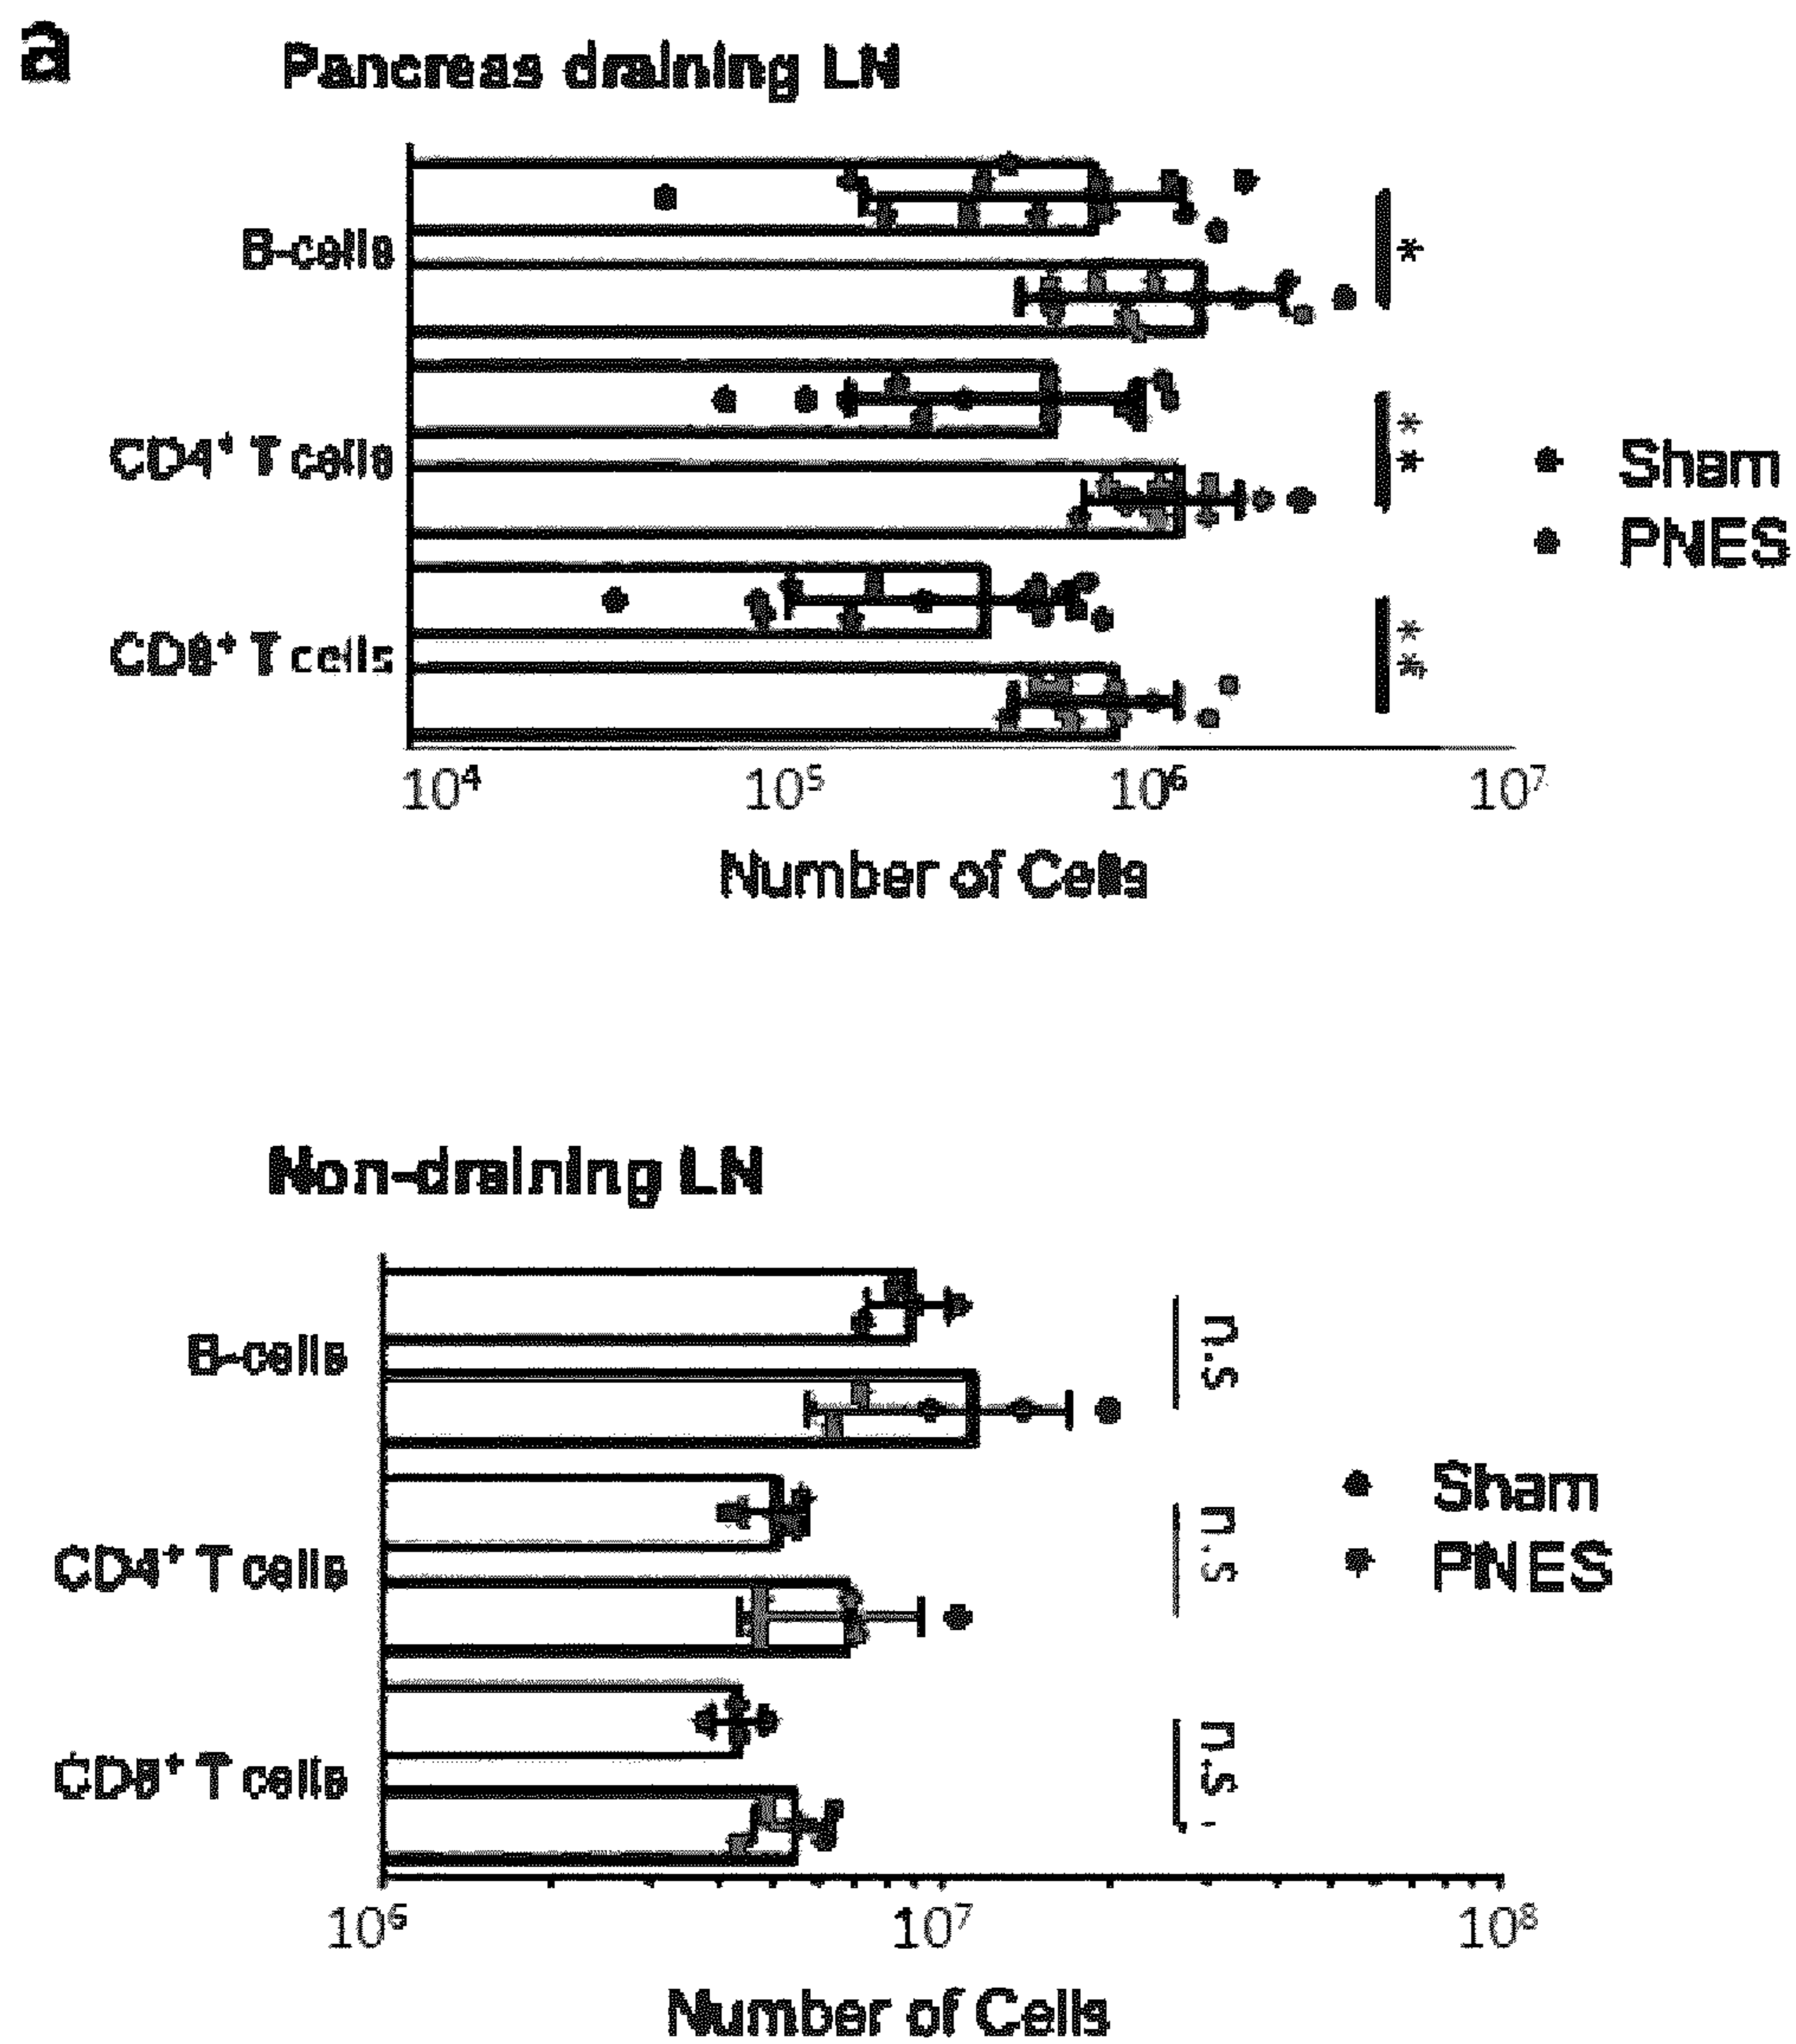 a
Pancreas draining LN
B-cells
*
CD4⁺ T cells
* *
Sham
PNES
CD8⁺ T cells
* *
10⁴ 10⁵ 10⁶ 10⁷
Number of Cells
Non-draining LN
B-cells
n.s
Sham
CD4⁺ T cells
n.s
PNES
CD8⁺ T cells
n.s
10⁶ 10⁷ 10⁸
Number of Cells